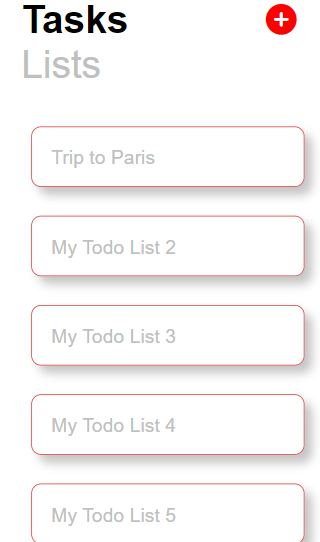 Tasks
Lists
Trip to Paris
My Todo List 2
My Todo List 3
My Todo List 4
My Todo List 5